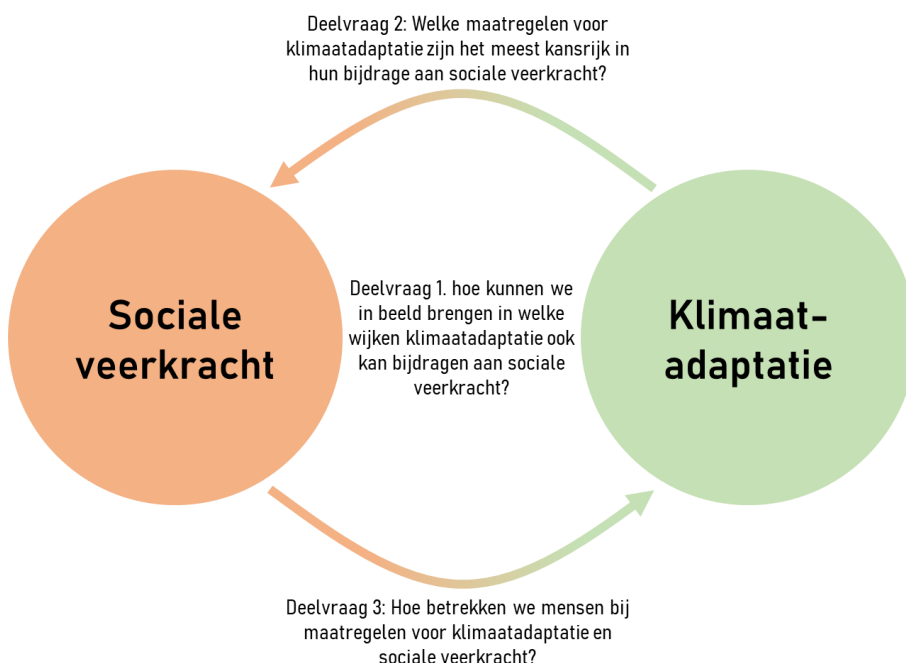 Deelvraag 2: Welke maatregelen voor
klimaatadaptatie zijn het meest kansrijk in
hun bijdrage aan sociale veerkracht?
Sociale
veerkracht
Deelvraag 1. hoe kunnen we
in beeld brengen in welke
wijken klimaatadaptatie ook
kan bijdragen aan sociale
veerkracht?
Klimaat-
adaptatie
Deelvraag 3: Hoe betrekken we mensen bij
maatregelen voor klimaatadaptatie en
sociale veerkracht?